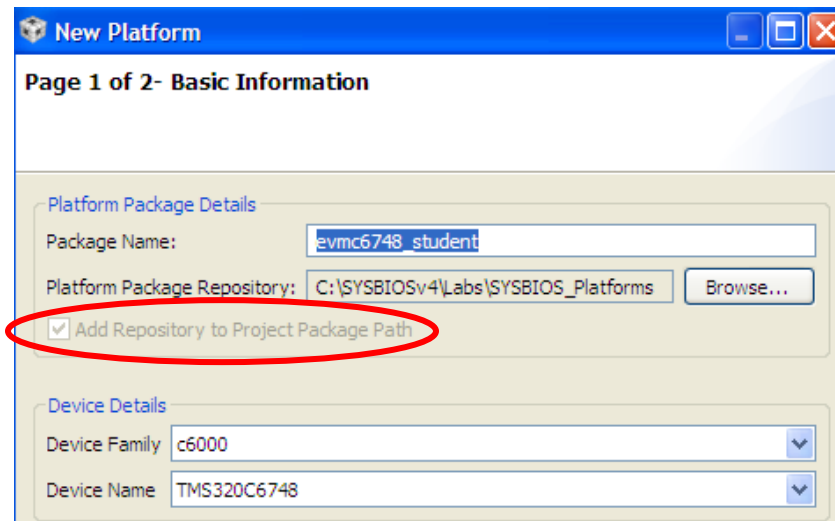 New Platform
Page 1 of 2- Basic Information
Platform Package Details
Package Name: evmc6748_student
Platform Package Repository: C:\SYSBIOSv4\Labs\SYSBIOS_Platforms Browse...
Add Repository to Project Package Path
Device Details
Device Family c6000
Device Name TMS320C6748